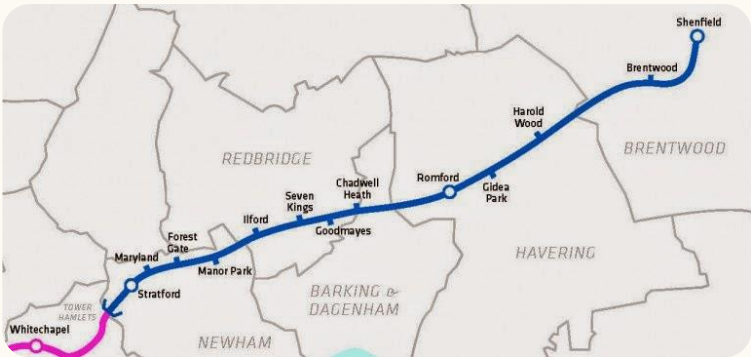 Shenfield
Brentwood
Harold
Wood
BRENTWOOD
REDBRIDGE
Romford
Gidea
Park
Chadwell
Heath
Seven
Kings
Goodmayes
Ilford
HAVERING
Forest
Gate
Maryland
Manor Park
Stratford
BARKING &
DAGENHAM
TOWER
HAMLETS
Whitechapel
NEWHAM